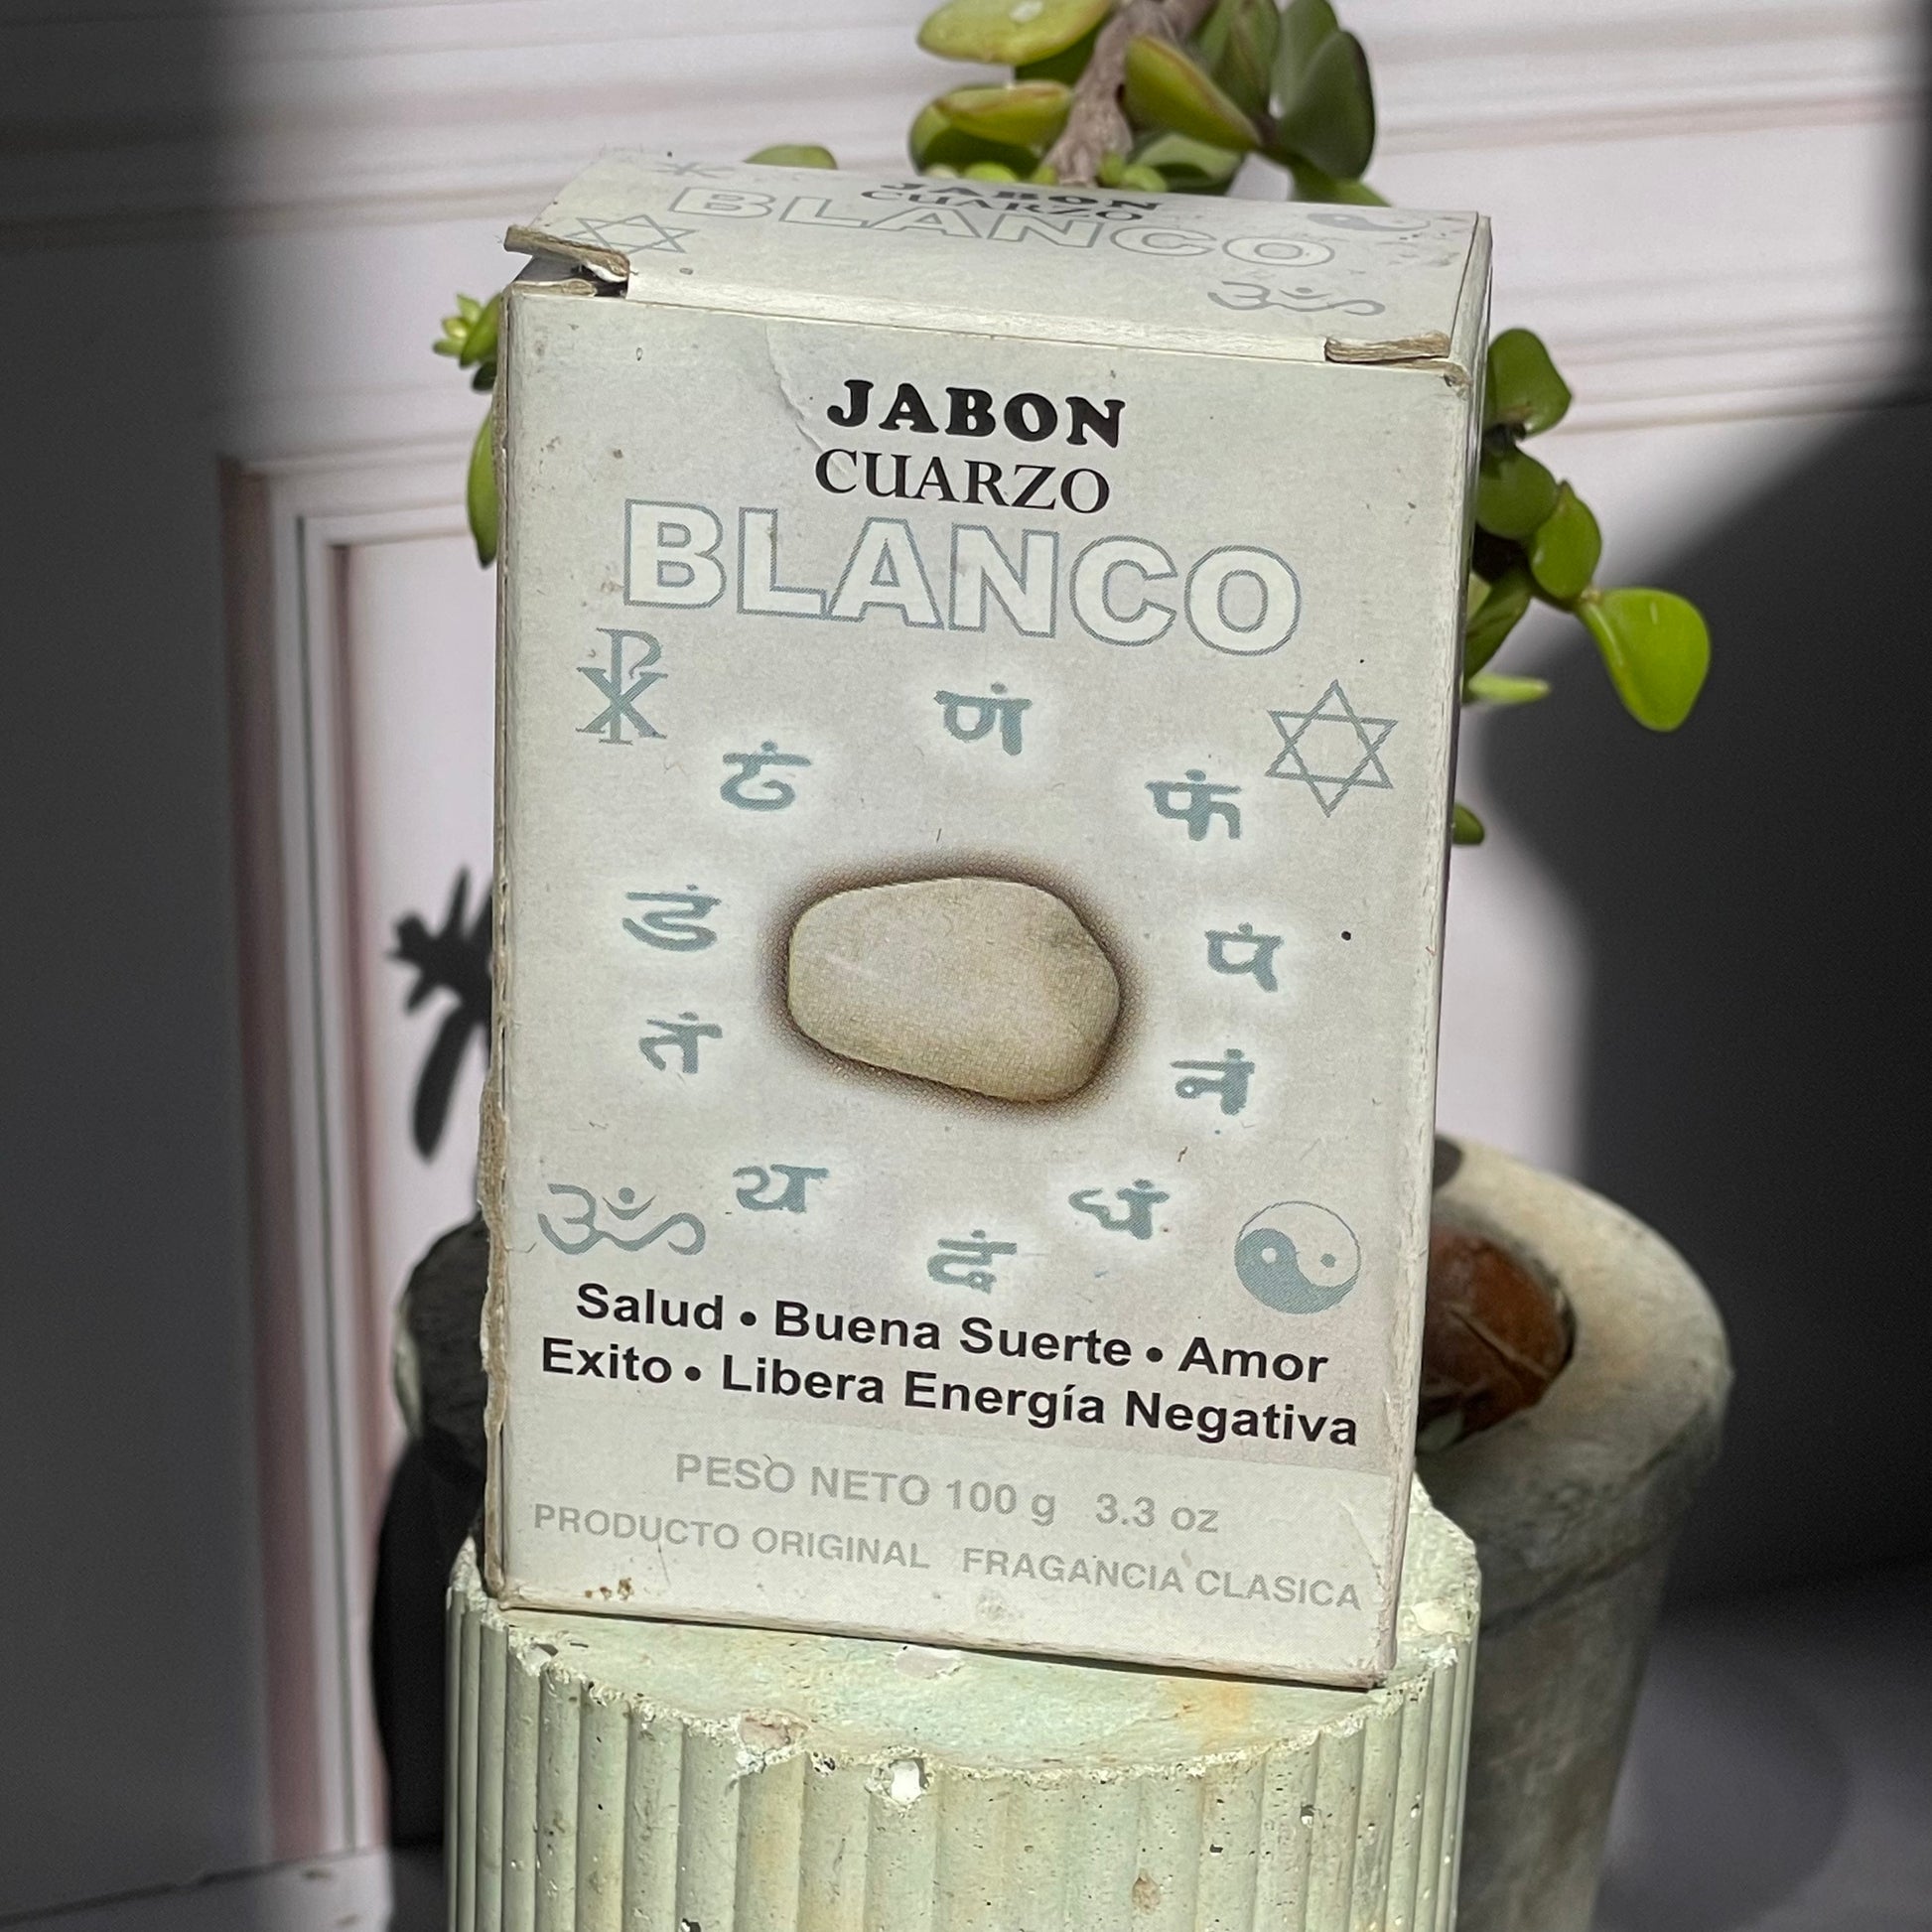 JABON
CUARZO
BLANCO
JABON
CUARZO
BLANCO
णं
टं
फं
डं
पं
तं
नं
थ
धं
दं
Salud • Buena Suerte • Amor
Exito • Libera Energía Negativa
PESO NETO 100 g 3.3 oz
PRODUCTO ORIGINAL FRAGANCIA CLASICA